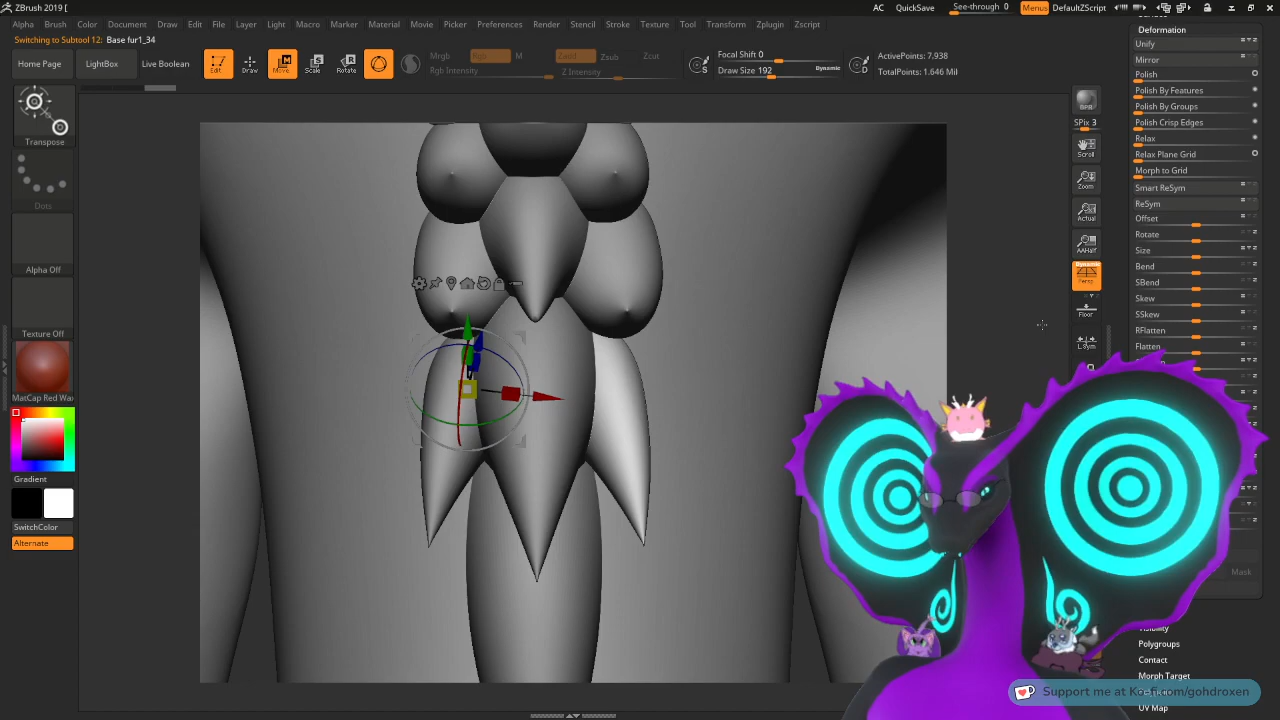 ZBrush 2019 [
AC QuickSave See-through 0 Menus DefaultZScript
Alpha Brush Color Document Draw Edit File Layer Light Macro Marker Material Movie Picker Preferences Render Stencil Stroke Texture Tool Transform Zplugin Zscript
Switching to Subtool 12: Base fur1_34
Home Page LightBox Live Boolean Edit Draw Move Scale Rotate
Mrgb Rgb M
Rgb Intensity
Zadd Zsub Zcut
Z Intensity
Focal Shift 0
Draw Size 192 Dynamic
ActivePoints: 7.938
TotalPoints: 1.646 Mil
Transpose
Dots
Alpha Off
Texture Off
MatCap Red Wax
Gradient
SwitchColor
Alternate
BPR
SPix 3
Scroll
Zoom
Actual
AAHalf
Dynamic
Persp
Floor
L.Sym
Deformation
Unify
Mirror
Polish
Polish By Features
Polish By Groups
Polish Crisp Edges
Relax
Relax Plane Grid
Morph to Grid
Smart ReSym
ReSym
Offset
Rotate
Size
Bend
SBend
Skew
SSkew
RFlatten
Flatten
Mask
Visibility
Polygroups
Contact
Morph Target
UV Map
Support me at Ko-fi.com/gohdroxen